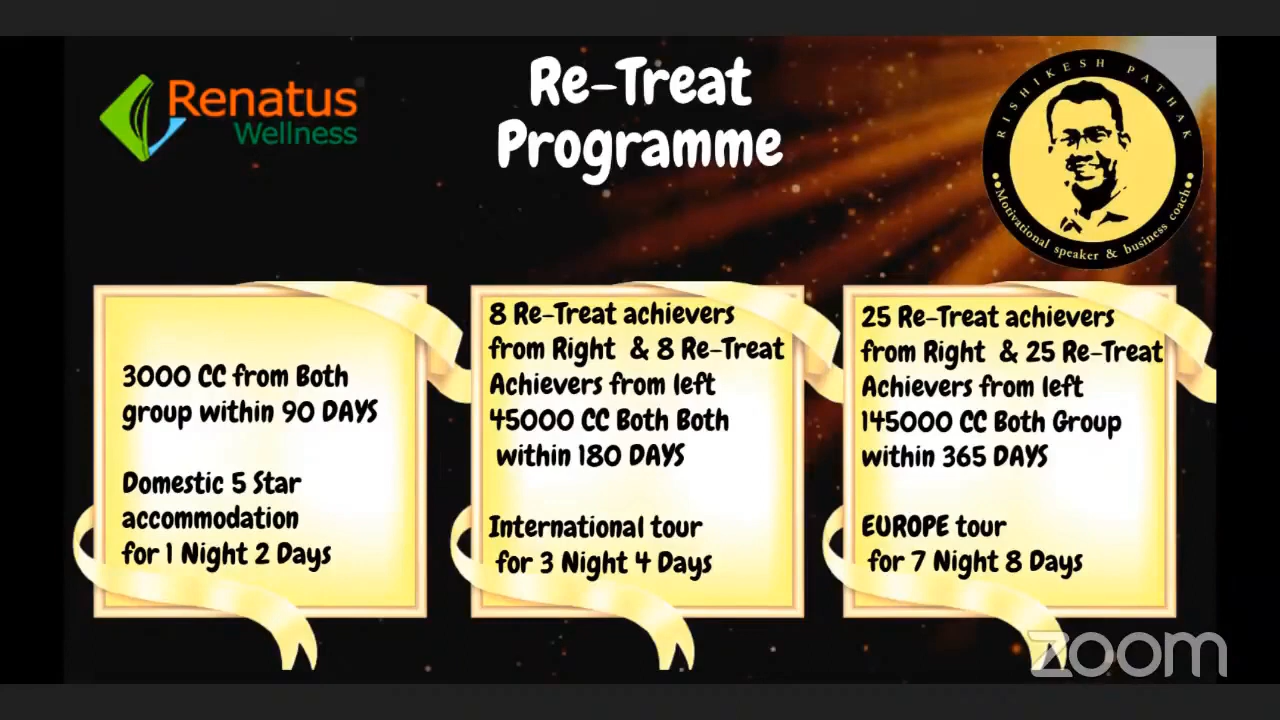 Renatus
Wellness
Re-Treat
Programme
RISHIKESH PATHAK
Motivational speaker & business coach
3000 CC from Both
group within 90 DAYS
Domestic 5 Star
accommodation
for 1 Night 2 Days
8 Re-Treat achievers
from Right & 8 Re-Treat
Achievers from left
45000 CC Both Both
within 180 DAYS
International tour
for 3 Night 4 Days
25 Re-Treat achievers
from Right & 25 Re-Treat
Achievers from left
145000 CC Both Group
within 365 DAYS
EUROPE tour
for 7 Night 8 Days
zoom